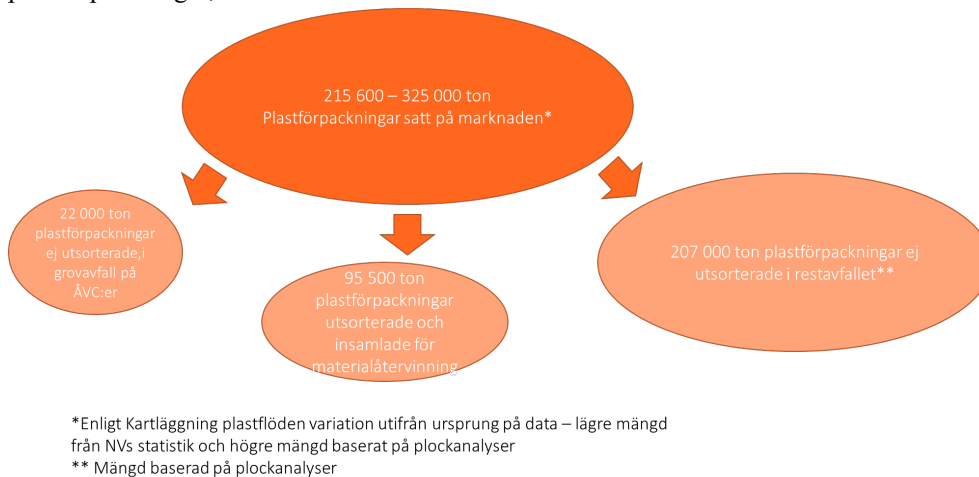 215 600 – 325 000 ton
Plastförpackningar satt på marknaden*
22 000 ton
plastförpackningar
ej utsorterade,i
grovavfall på
ÅVC:er
95 500 ton
plastförpackningar
utsorterade och
insamlade för
materialåtervinning
207 000 ton plastförpackningar ej
utsorterade i restavfallet**
*Enligt Kartläggning plastflöden variation utifrån ursprung på data – lägre mängd
från NVs statistik och högre mängd baserat på plockanalyser
** Mängd baserad på plockanalyser